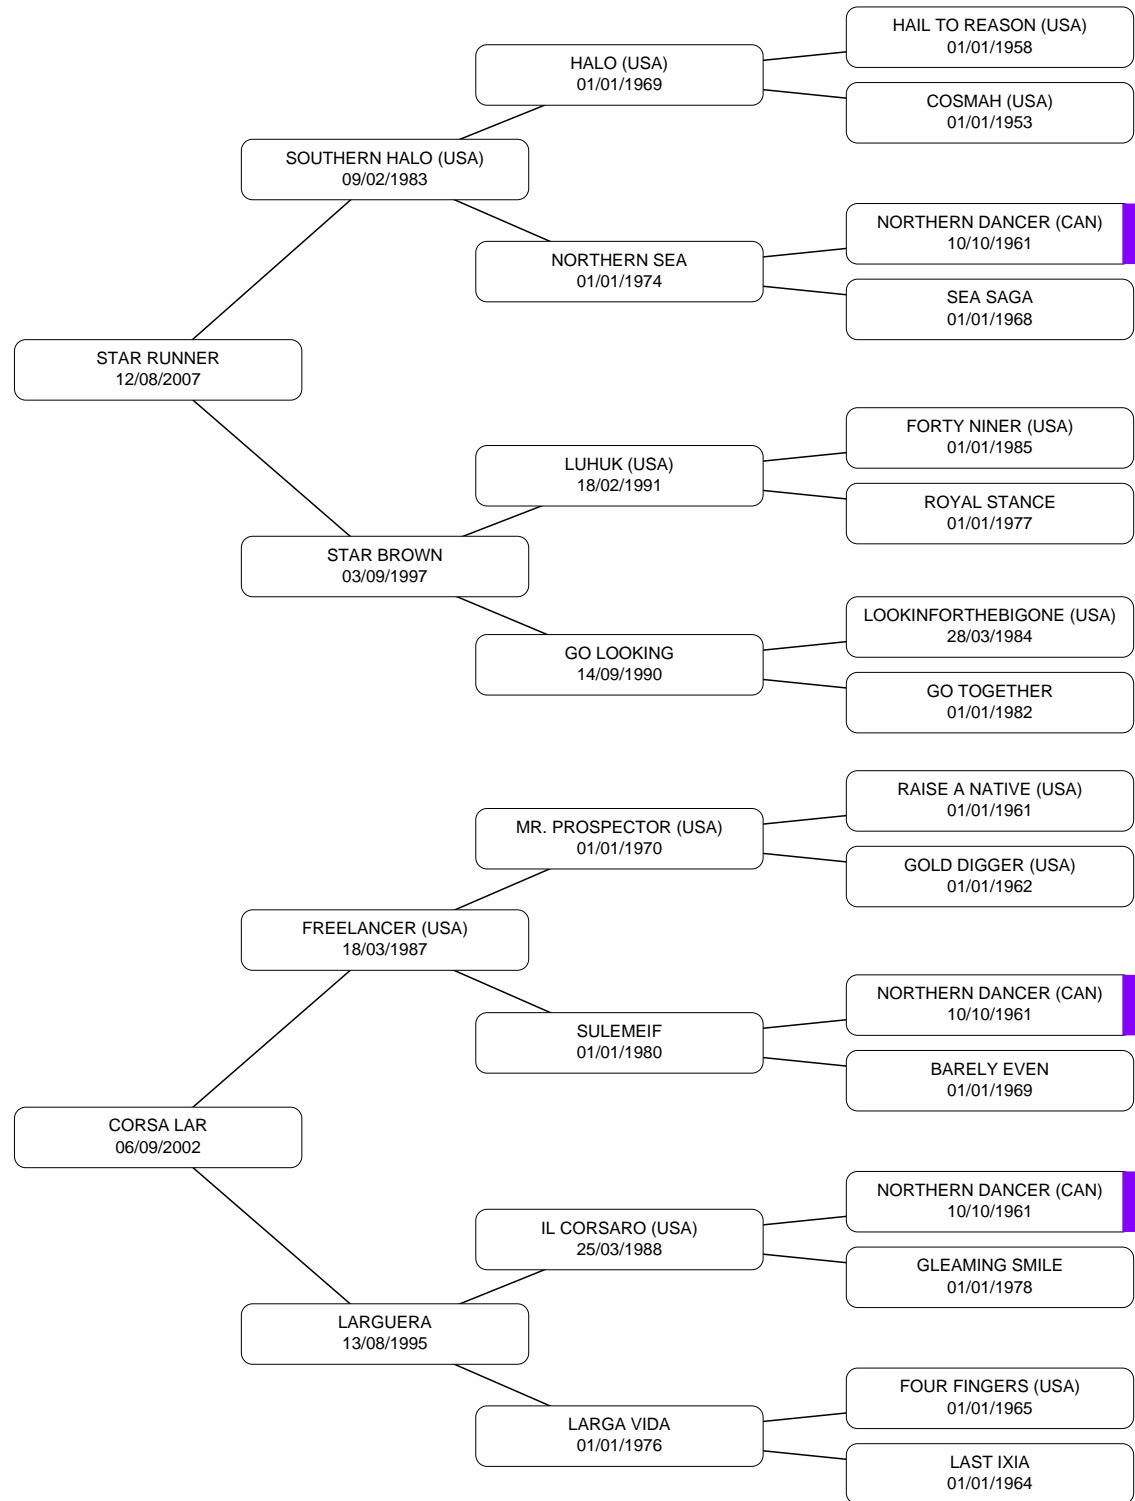 HAIL TO REASON (USA)
01/01/1958
HALO (USA)
01/01/1969
COSMAH (USA)
01/01/1953
SOUTHERN HALO (USA)
09/02/1983
NORTHERN DANCER (CAN)
10/10/1961
NORTHERN SEA
01/01/1974
SEA SAGA
01/01/1968
STAR RUNNER
12/08/2007
FORTY NINER (USA)
01/01/1985
LUHUK (USA)
18/02/1991
ROYAL STANCE
01/01/1977
STAR BROWN
03/09/1997
LOOKINFORTHEBIGONE (USA)
28/03/1984
GO LOOKING
14/09/1990
GO TOGETHER
01/01/1982
RAISE A NATIVE (USA)
01/01/1961
MR. PROSPECTOR (USA)
01/01/1970
GOLD DIGGER (USA)
01/01/1962
FREELANCER (USA)
18/03/1987
NORTHERN DANCER (CAN)
10/10/1961
SULEMEIF
01/01/1980
BARELY EVEN
01/01/1969
CORSA LAR
06/09/2002
NORTHERN DANCER (CAN)
10/10/1961
IL CORSARO (USA)
25/03/1988
GLEAMING SMILE
01/01/1978
LARGUERA
13/08/1995
FOUR FINGERS (USA)
01/01/1965
LARGA VIDA
01/01/1976
LAST IXIA
01/01/1964